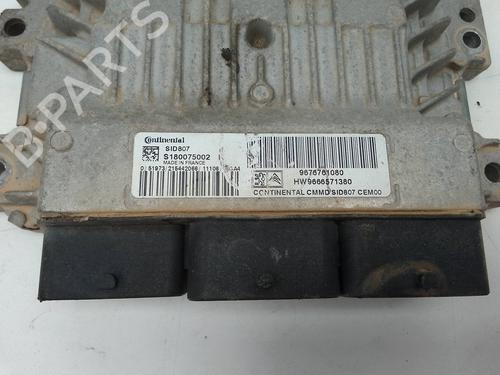 B-PARTS
Continental
SID807
S180075002
MADE IN FRANCE
9676761080
HW9666571380
CONTINENTAL CMMD SID807 CEM00